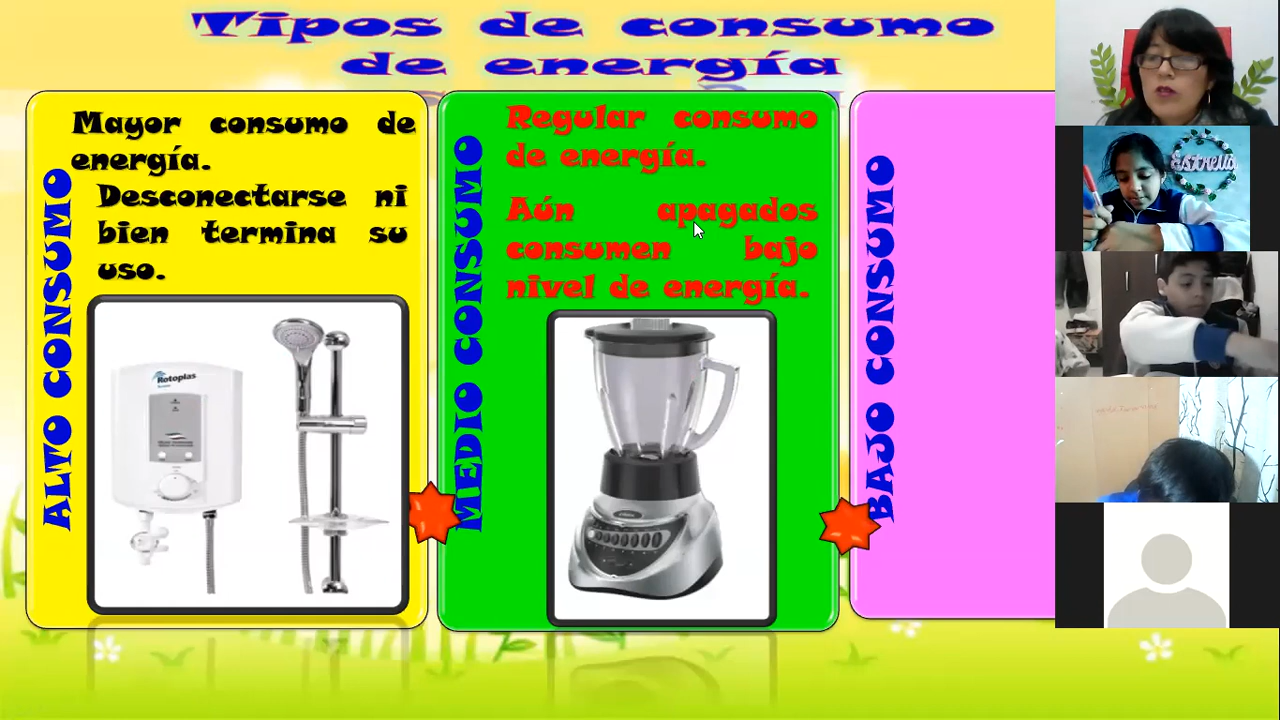 Tipos de consumo
de energía
ALTO CONSUMO
Mayor consumo de
energía.
Desconectarse ni
bien termina su
uso.
Rotoplas
MEDIO CONSUMO
Regular consumo
de energía.
Aún apagados
consumen bajo
nivel de energía.
BAJO CONSUMO
Estrella